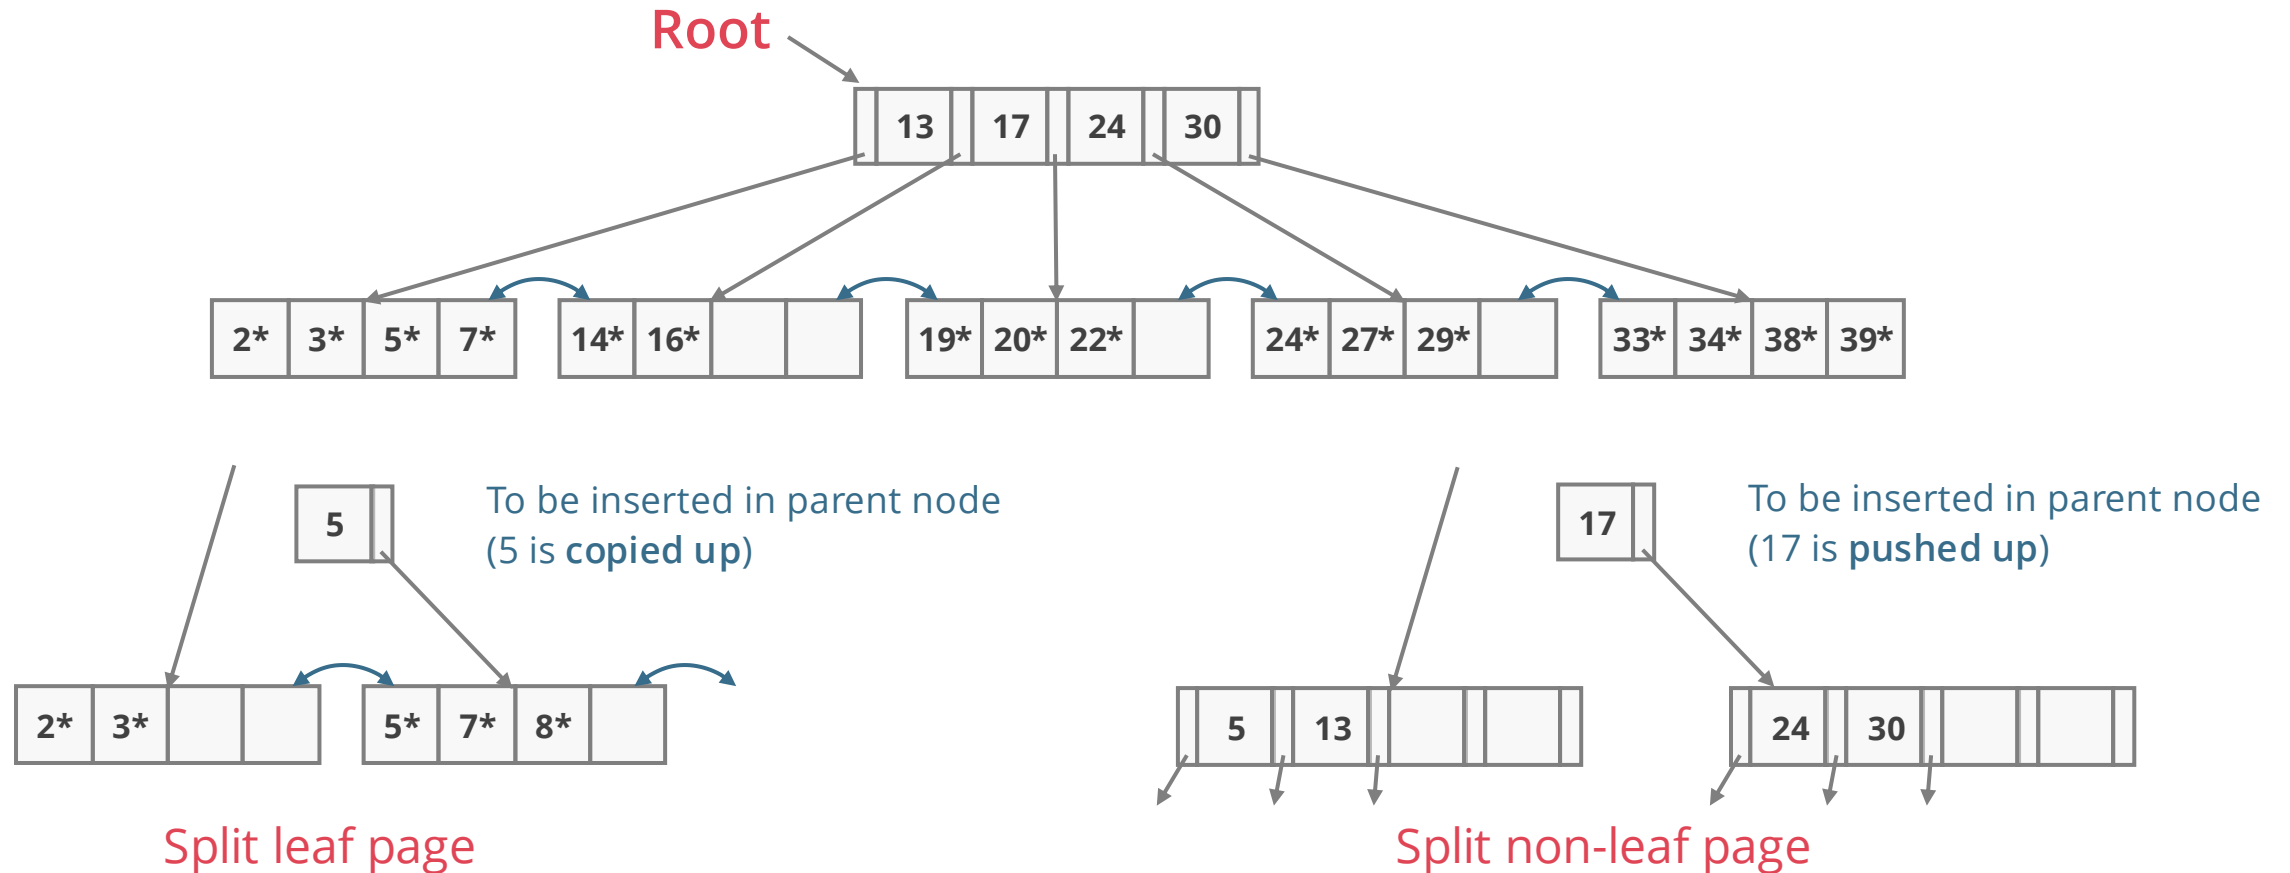 Root
13 17 24 30
2* 3* 5* 7* 14* 16* 19* 20* 22* 24* 27* 29* 33* 34* 38* 39*
5
To be inserted in parent node
(5 is copied up)
2* 3* 5* 7* 8*
Split leaf page
17
To be inserted in parent node
(17 is pushed up)
5 13 24 30
Split non-leaf page